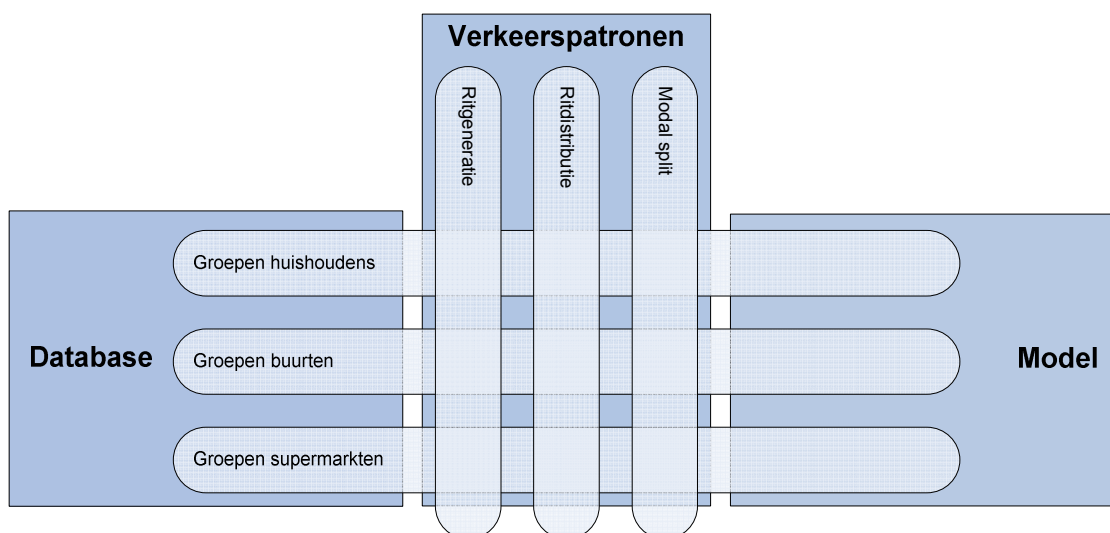 Verkeerspatronen
Ritgeneratie
Ritdistributie
Modal split
Database
Groepen huishoudens
Groepen buurten
Groepen supermarkten
Model